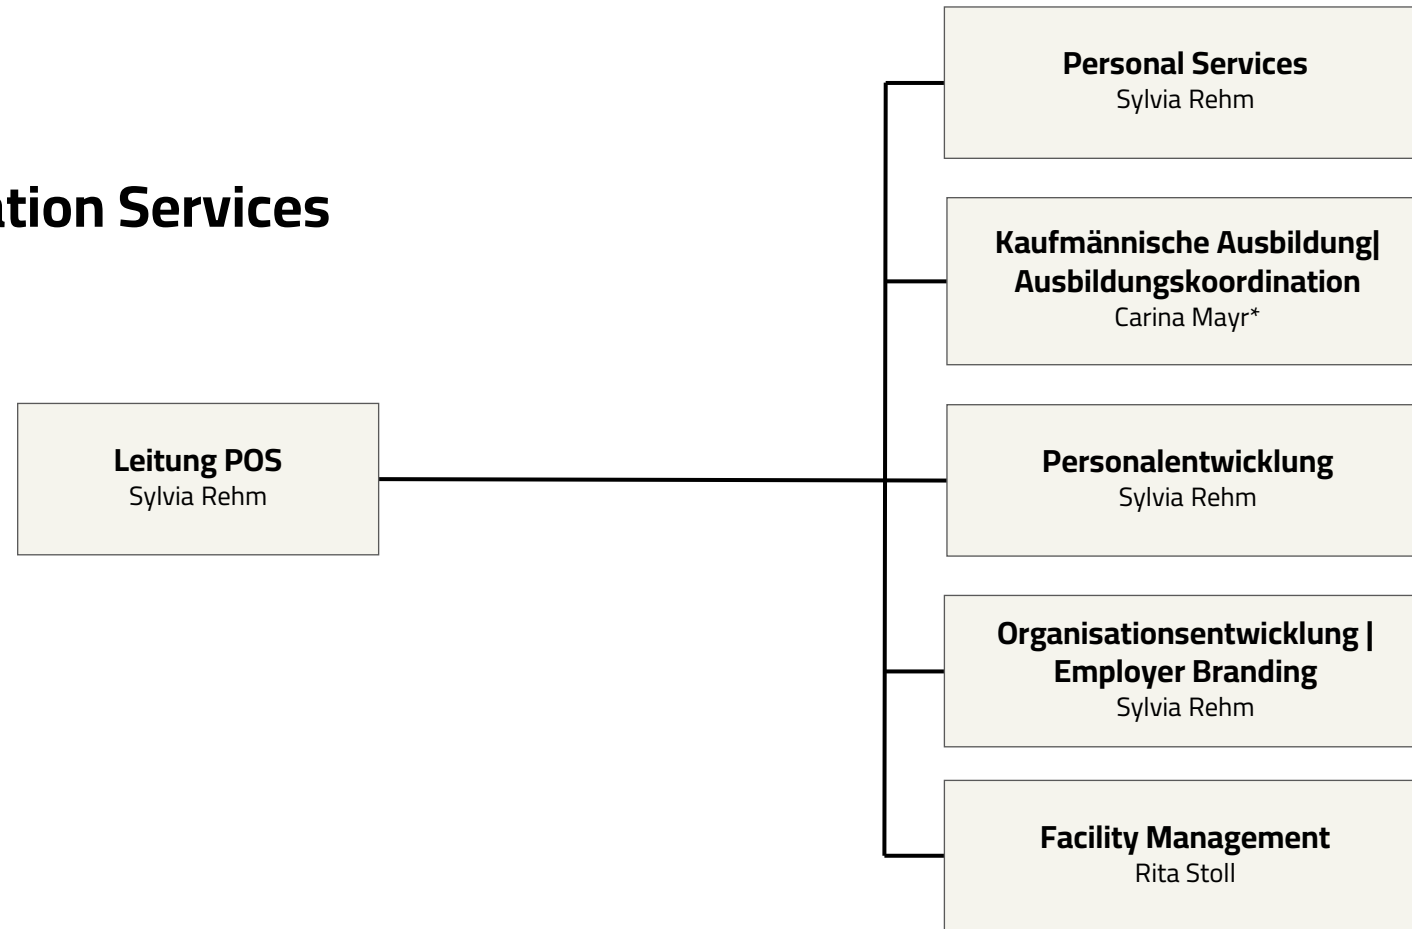 ation Services
Leitung POS
Sylvia Rehm
Personal Services
Sylvia Rehm
Kaufmännische Ausbildung|
Ausbildungskoordination
Carina Mayr*
Personalentwicklung
Sylvia Rehm
Organisationsentwicklung |
Employer Branding
Sylvia Rehm
Facility Management
Rita Stoll